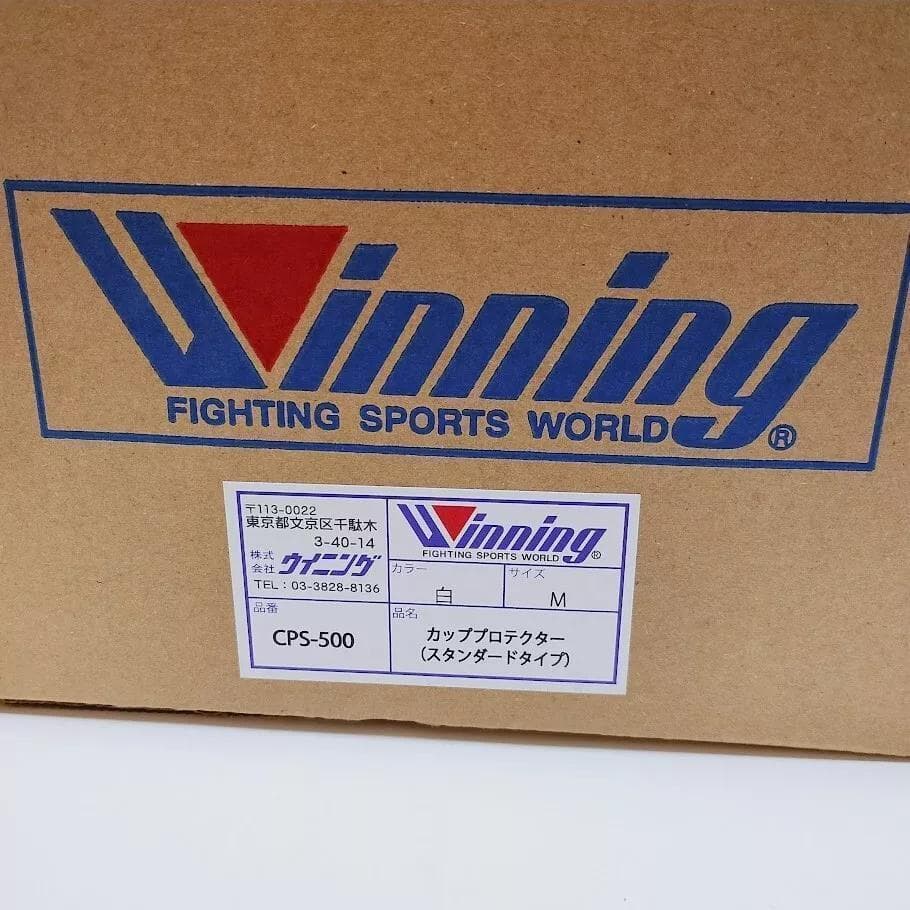 Winning
FIGHTING SPORTS WORLD®
〒113-0022
東京都文京区千駄木
3-40-14
株式会社 ウイニング
TEL：03-3828-8136
Winning
FIGHTING SPORTS WORLD®
カラー
白
サイズ
M
品番
CPS-500
品名
カッププロテクター
(スタンダードタイプ)